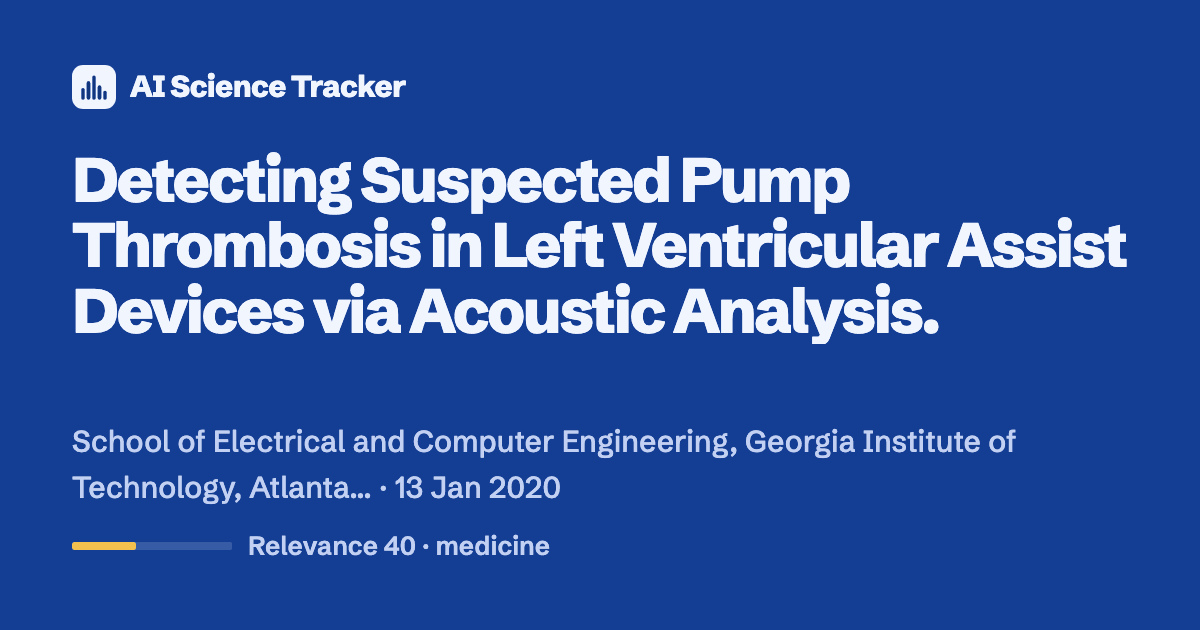 AI Science Tracker
Detecting Suspected Pump
Thrombosis in Left Ventricular Assist
Devices via Acoustic Analysis.
School of Electrical and Computer Engineering, Georgia Institute of
Technology, Atlanta... · 13 Jan 2020
Relevance 40 · medicine